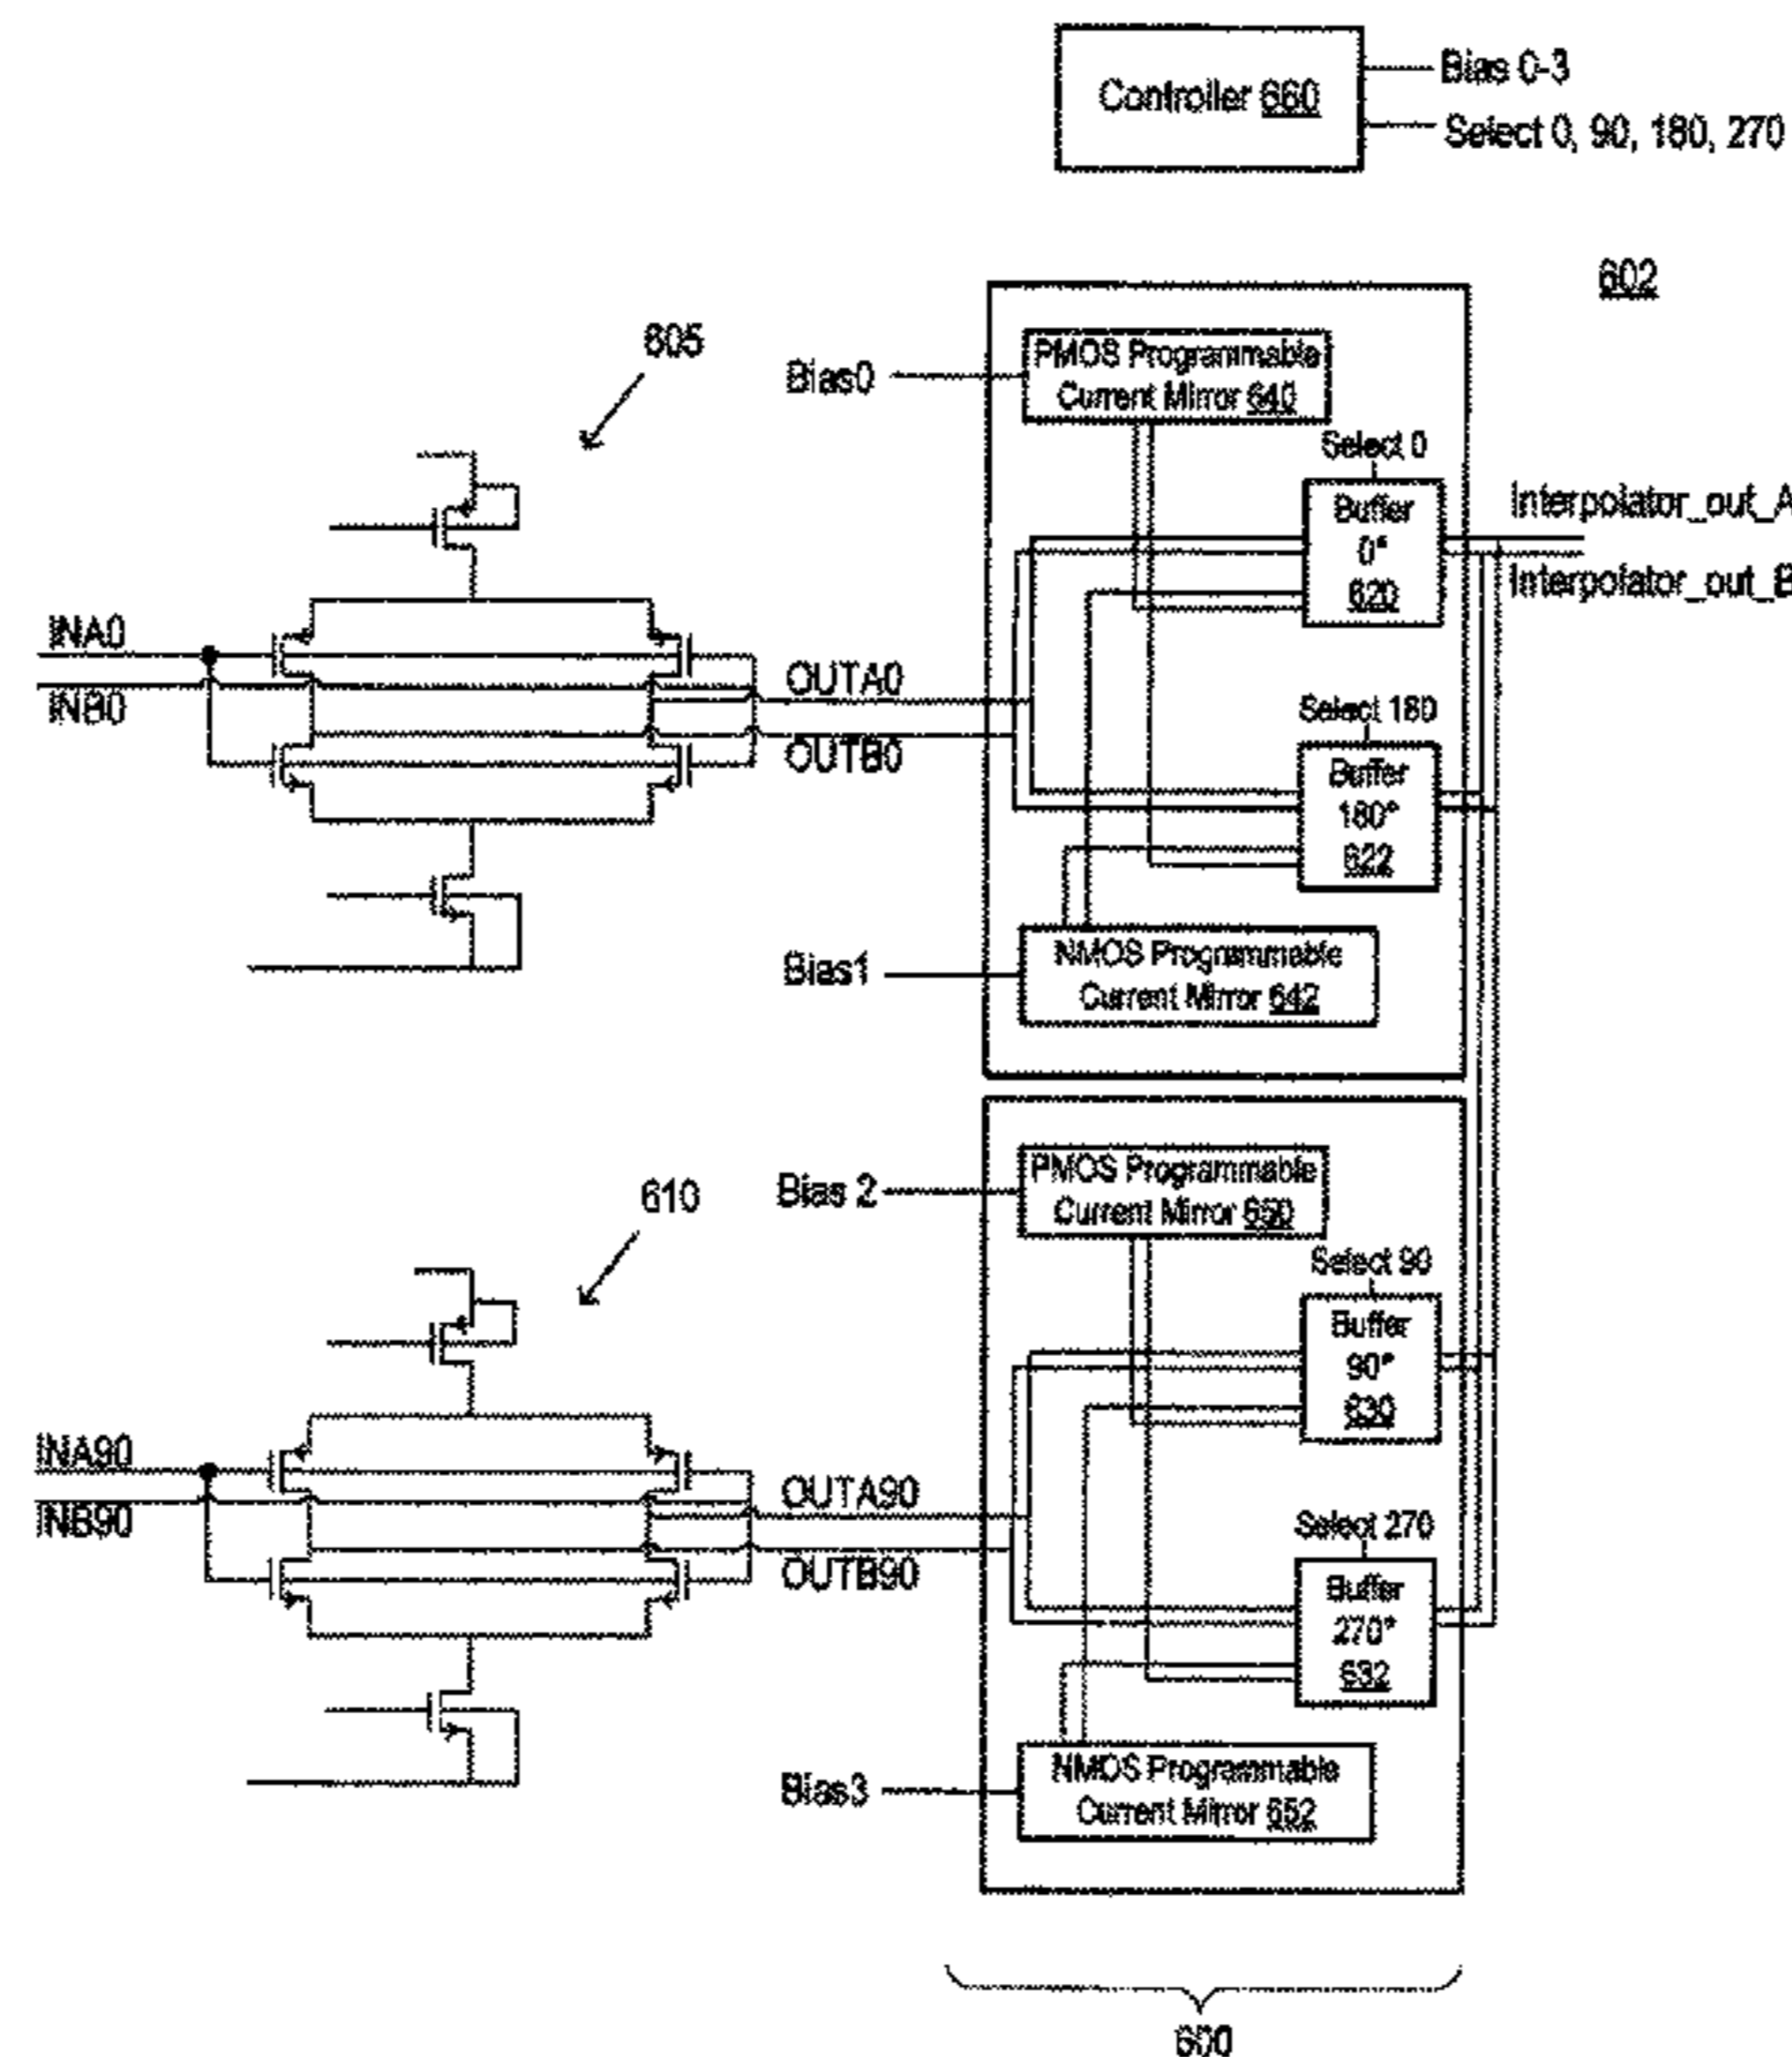 Controller 660
Bias 0-3
Select 0, 90, 180, 270
602
605
Bias0
PMOS Programmable
Current Mirror 640
Select 0
Buffer
0°
620
Interpolator_out_A
Interpolator_out_B
INA0
INB0
OUTA0
OUTB0
Select 180
Buffer
180°
622
Bias1
NMOS Programmable
Current Mirror 642
610
Bias 2
PMOS Programmable
Current Mirror 650
Select 90
Buffer
90°
630
INA90
INB90
OUTA90
OUTB90
Select 270
Buffer
270°
632
Bias3
NMOS Programmable
Current Mirror 652
600